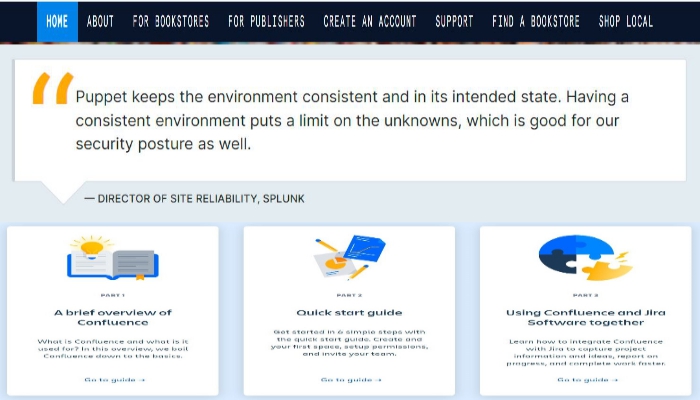 HOME ABOUT FOR BOOKSTORES FOR PUBLISHERS CREATE AN ACCOUNT SUPPORT FIND A BOOKSTORE SHOP LOCAL
“
Puppet keeps the environment consistent and in its intended state. Having a
consistent environment puts a limit on the unknowns, which is good for our
security posture as well.
— DIRECTOR OF SITE RELIABILITY, SPLUNK
PART 1
A brief overview of
Confluence
What is Confluence and what is it
used for? In this overview, we boil
Confluence down to the basics.
Go to guide →
PART 2
Quick start guide
Get started in 6 simple steps with
the quick start guide. Create and
your first space, setup permissions,
and invite your team.
Go to guide →
PART 3
Using Confluence and Jira
Software together
Learn how to integrate Confluence
with Jira to capture project
information and ideas, report on
progress, and complete work faster.
Go to guide →